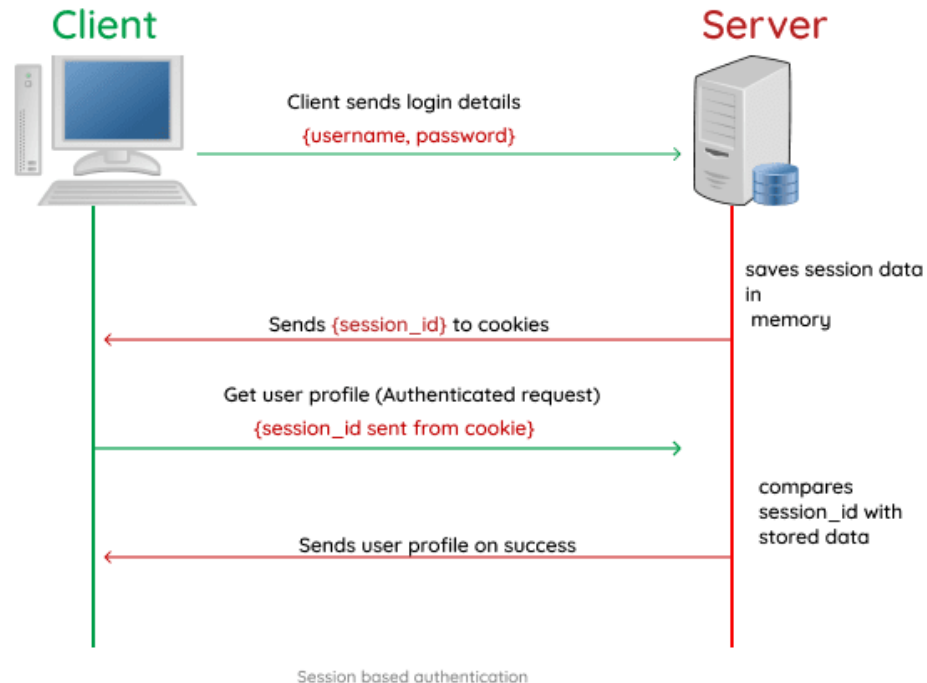 Client
Server
Client sends login details
{username, password}
saves session data
in
memory
Sends {session_id} to cookies
Get user profile (Authenticated request)
{session_id sent from cookie}
compares
session_id with
stored data
Sends user profile on success
Session based authentication